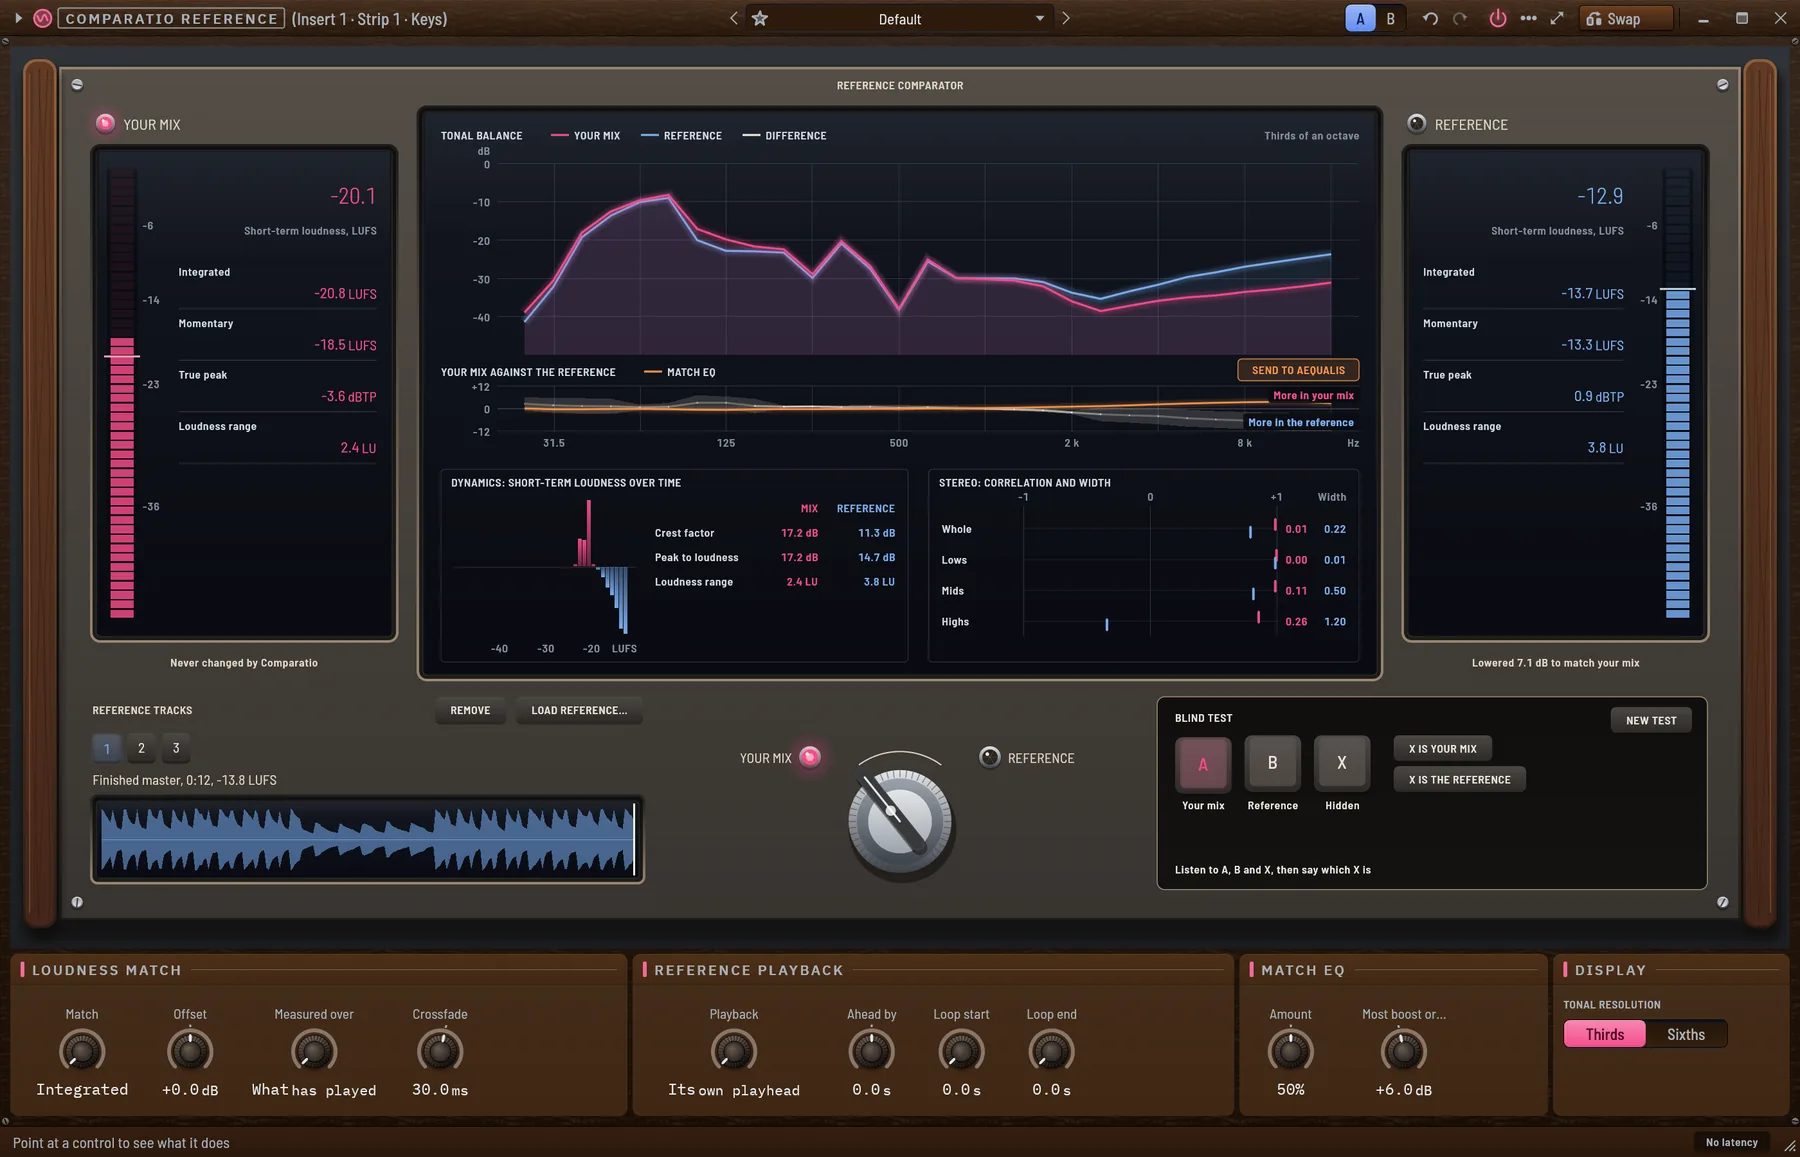 COMPARATIO REFERENCE (Insert 1 · Strip 1 · Keys)
Default
A B
Swap
REFERENCE COMPARATOR
YOUR MIX
-20.1
Short-term loudness, LUFS
Integrated
-20.8 LUFS
Momentary
-18.5 LUFS
True peak
-3.6 dBTP
Loudness range
2.4 LU
-6
-14
-23
-36
Never changed by Comparatio
TONAL BALANCE YOUR MIX REFERENCE DIFFERENCE Thirds of an octave
dB
0
-10
-20
-30
-40
YOUR MIX AGAINST THE REFERENCE MATCH EQ SEND TO AEQUALIS
+12
0
-12
More in your mix
More in the reference
31.5 125 500 2 k 8 k Hz
DYNAMICS: SHORT-TERM LOUDNESS OVER TIME
MIX REFERENCE
Crest factor 17.2 dB 11.3 dB
Peak to loudness 17.2 dB 14.7 dB
Loudness range 2.4 LU 3.8 LU
-40 -30 -20 LUFS
STEREO: CORRELATION AND WIDTH
-1 0 +1 Width
Whole 0.01 0.22
Lows 0.00 0.01
Mids 0.11 0.50
Highs 0.26 1.20
REFERENCE
-12.9
Short-term loudness, LUFS
Integrated
-13.7 LUFS
Momentary
-13.3 LUFS
True peak
0.9 dBTP
Loudness range
3.8 LU
-6
-14
-23
-36
Lowered 7.1 dB to match your mix
REFERENCE TRACKS REMOVE LOAD REFERENCE...
1 2 3
Finished master, 0:12, -13.8 LUFS
YOUR MIX REFERENCE
BLIND TEST NEW TEST
A B X
Your mix Reference Hidden
X IS YOUR MIX
X IS THE REFERENCE
Listen to A, B and X, then say which X is
LOUDNESS MATCH
Match Offset Measured over Crossfade
Integrated +0.0 dB What has played 30.0 ms
REFERENCE PLAYBACK
Playback Ahead by Loop start Loop end
Its own playhead 0.0 s 0.0 s 0.0 s
MATCH EQ
Amount Most boost or...
50% +6.0 dB
DISPLAY
TONAL RESOLUTION
Thirds Sixths
Point at a control to see what it does
No latency